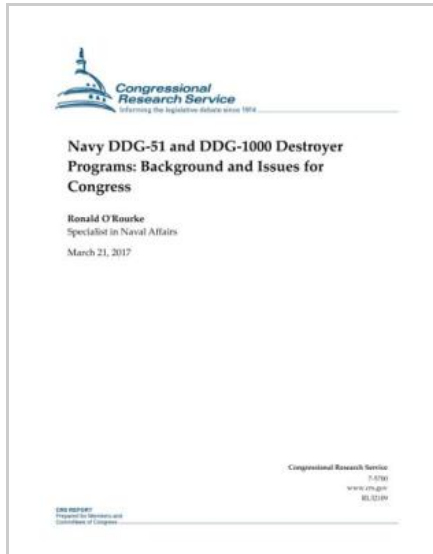 Congressional
Research Service
Informing the legislative debate since 1914
Navy DDG-51 and DDG-1000 Destroyer
Programs: Background and Issues for
Congress
Ronald O'Rourke
Specialist in Naval Affairs
March 21, 2017
Congressional Research Service
7-5700
www.crs.gov
RL32109
CRS REPORT
Prepared for Members and
Committees of Congress